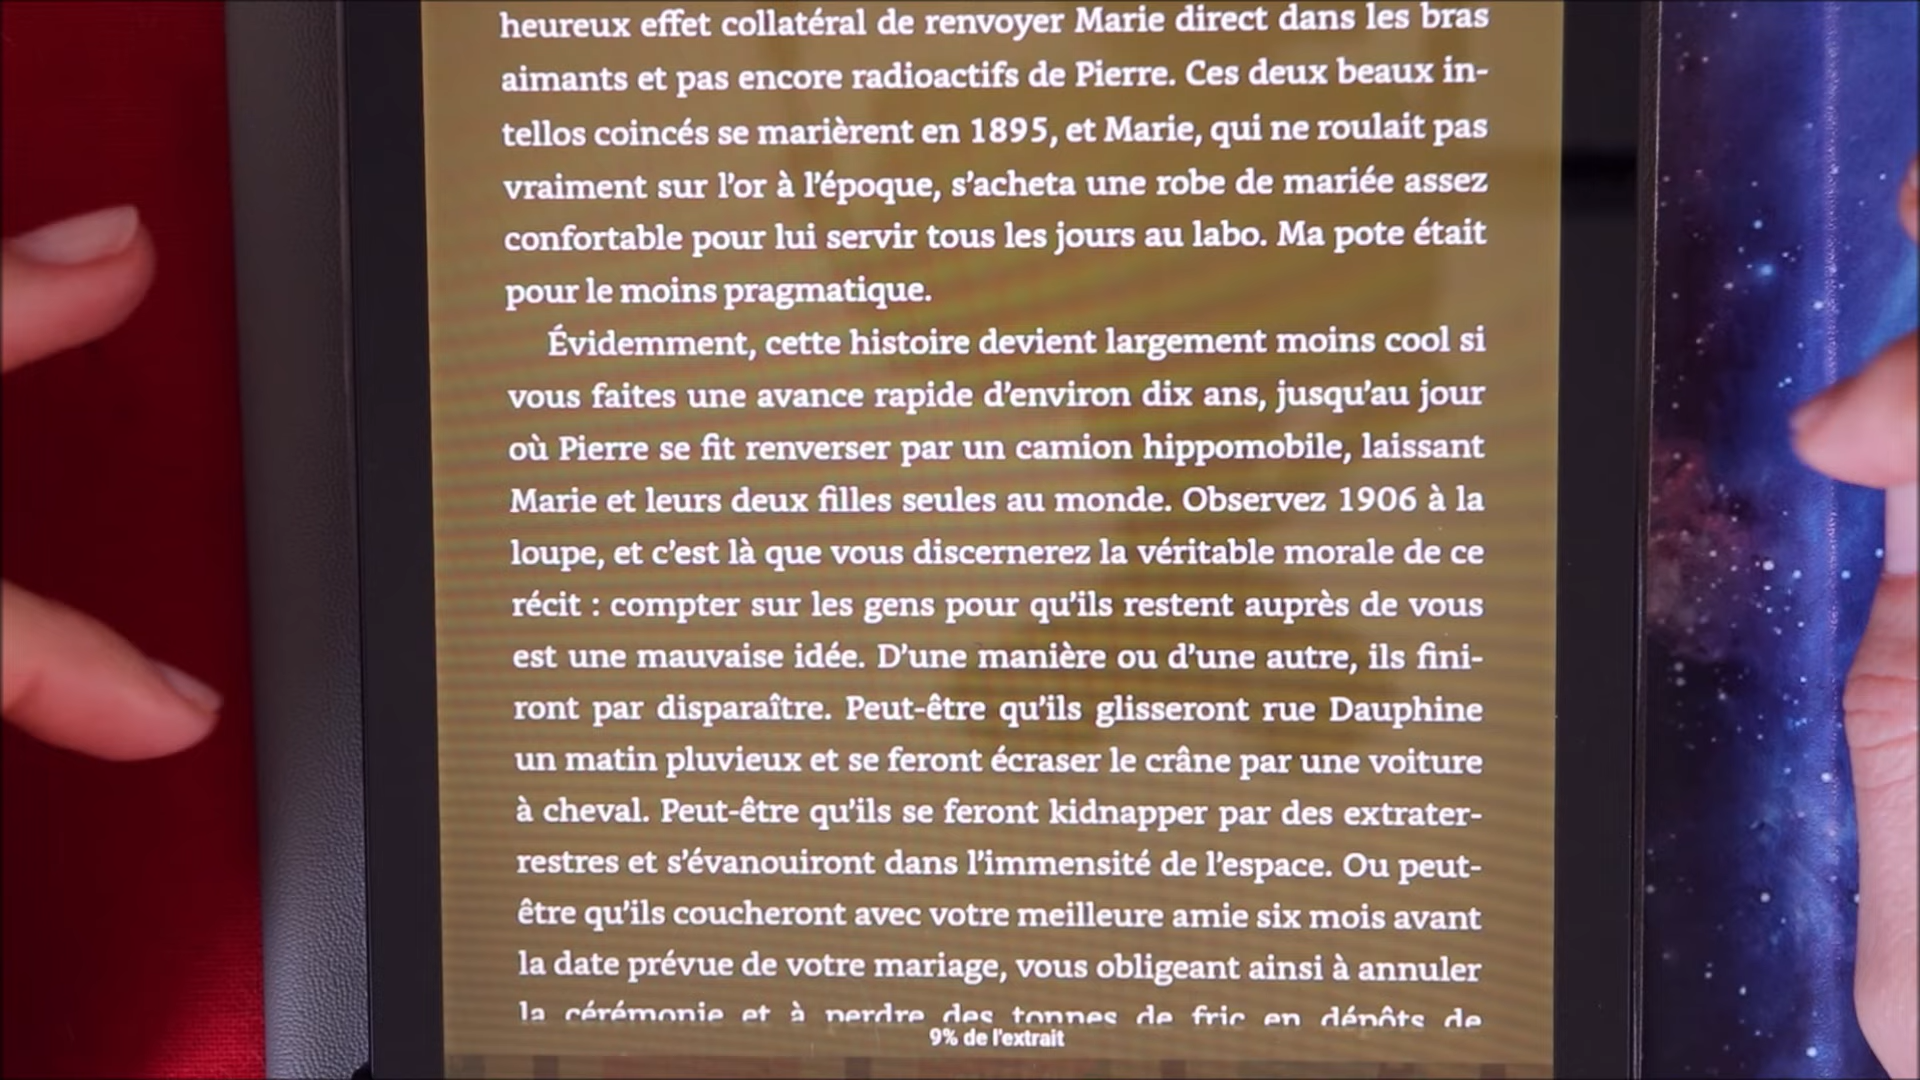 heureux effet collatéral de renvoyer Marie direct dans les bras
aimants et pas encore radioactifs de Pierre. Ces deux beaux in-
tellos coincés se marièrent en 1895, et Marie, qui ne roulait pas
vraiment sur l'or à l'époque, s'acheta une robe de mariée assez
confortable pour lui servir tous les jours au labo. Ma pote était
pour le moins pragmatique.
Évidemment, cette histoire devient largement moins cool si
vous faites une avance rapide d'environ dix ans, jusqu'au jour
où Pierre se fit renverser par un camion hippomobile, laissant
Marie et leurs deux filles seules au monde. Observez 1906 à la
loupe, et c'est là que vous discernerez la véritable morale de ce
récit : compter sur les gens pour qu'ils restent auprès de vous
est une mauvaise idée. D'une manière ou d'une autre, ils fini-
ront par disparaître. Peut-être qu'ils glisseront rue Dauphine
un matin pluvieux et se feront écraser le crâne par une voiture
à cheval. Peut-être qu'ils se feront kidnapper par des extrater-
restres et s'évanouiront dans l'immensité de l'espace. Ou peut-
être qu'ils coucheront avec votre meilleure amie six mois avant
la date prévue de votre mariage, vous obligeant ainsi à annuler
la cérémonie et à perdre des tonnes de fric en dépôts de
9% de l'extrait